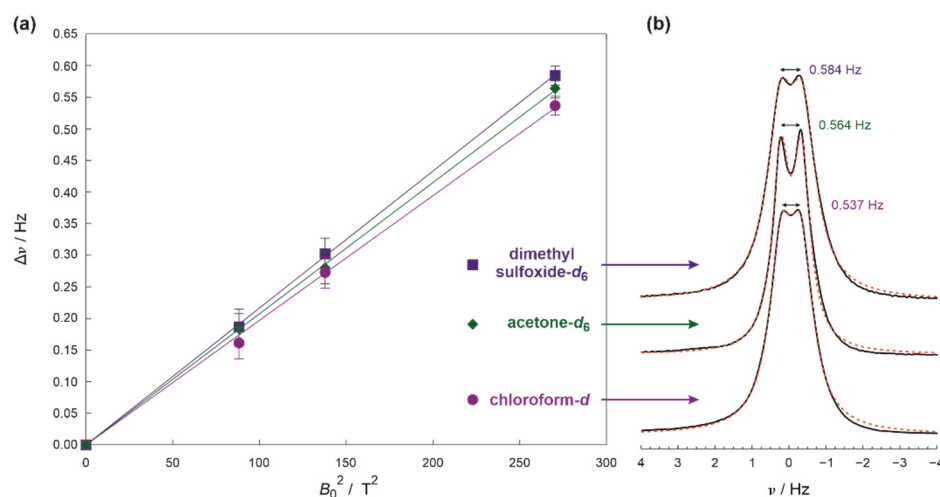 (a)
0.65
0.60
0.55
0.50
0.45
0.40
0.35
0.30
0.25
0.20
0.15
0.10
0.05
0.00
Δν / Hz
0
50
100
150
200
250
300
B₀² / T²
dimethyl
sulfoxide-d₆
acetone-d₆
chloroform-d
(b)
0.584 Hz
0.564 Hz
0.537 Hz
4 3 2 1 0 −1 −2 −3 −4
ν / Hz